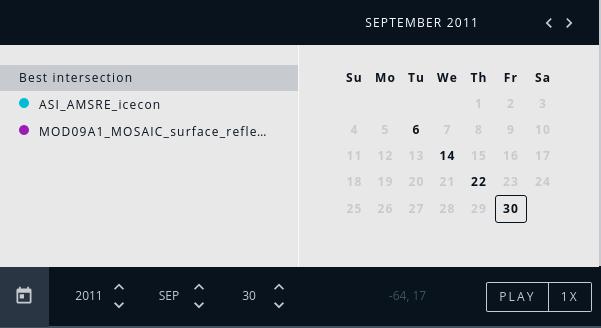 SEPTEMBER 2011
Best intersection
ASI_AMSRE_icecon
MOD09A1_MOSAIC_surface_refle...
Su Mo Tu We Th Fr Sa
1 2 3
4 5 6 7 8 9 10
11 12 13 14 15 16 17
18 19 20 21 22 23 24
25 26 27 28 29 30
2011 SEP 30 -64, 17 PLAY 1X